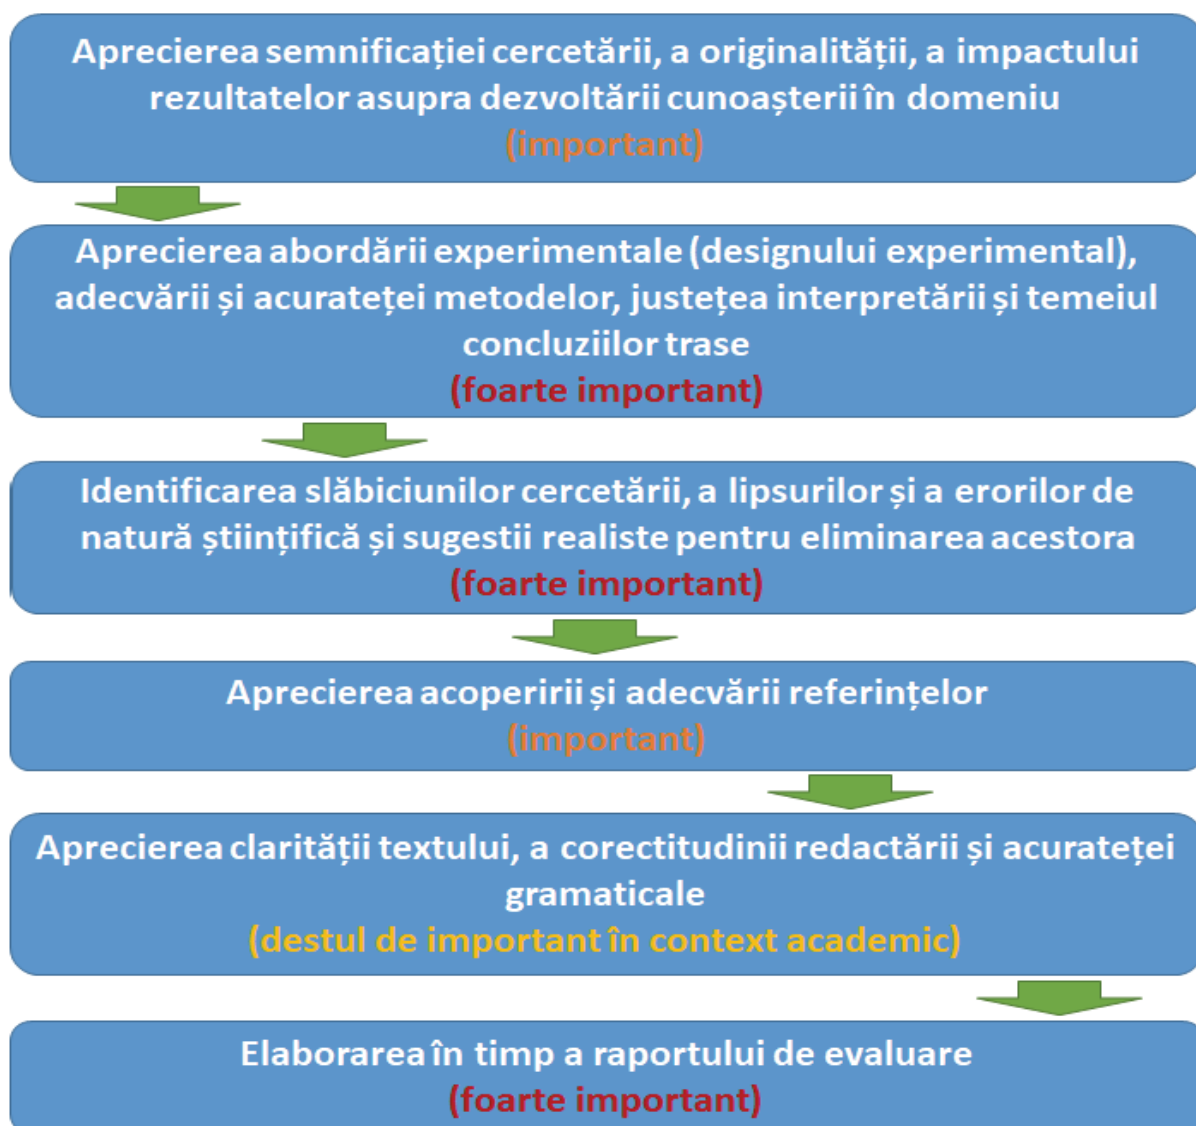 Aprecierea semnificației cercetării, a originalității, a impactului
rezultatelor asupra dezvoltării cunoașterii în domeniu
(important)
Aprecierea abordării experimentale (designului experimental),
adecvării și acurateței metodelor, justețea interpretării și temeiul
concluziilor trase
(foarte important)
Identificarea slăbiciunilor cercetării, a lipsurilor și a erorilor de
natură științifică și sugestii realiste pentru eliminarea acestora
(foarte important)
Aprecierea acoperirii și adecvării referințelor
(important)
Aprecierea clarității textului, a corectitudinii redactării și acurateței
gramaticale
(destul de important în context academic)
Elaborarea în timp a raportului de evaluare
(foarte important)